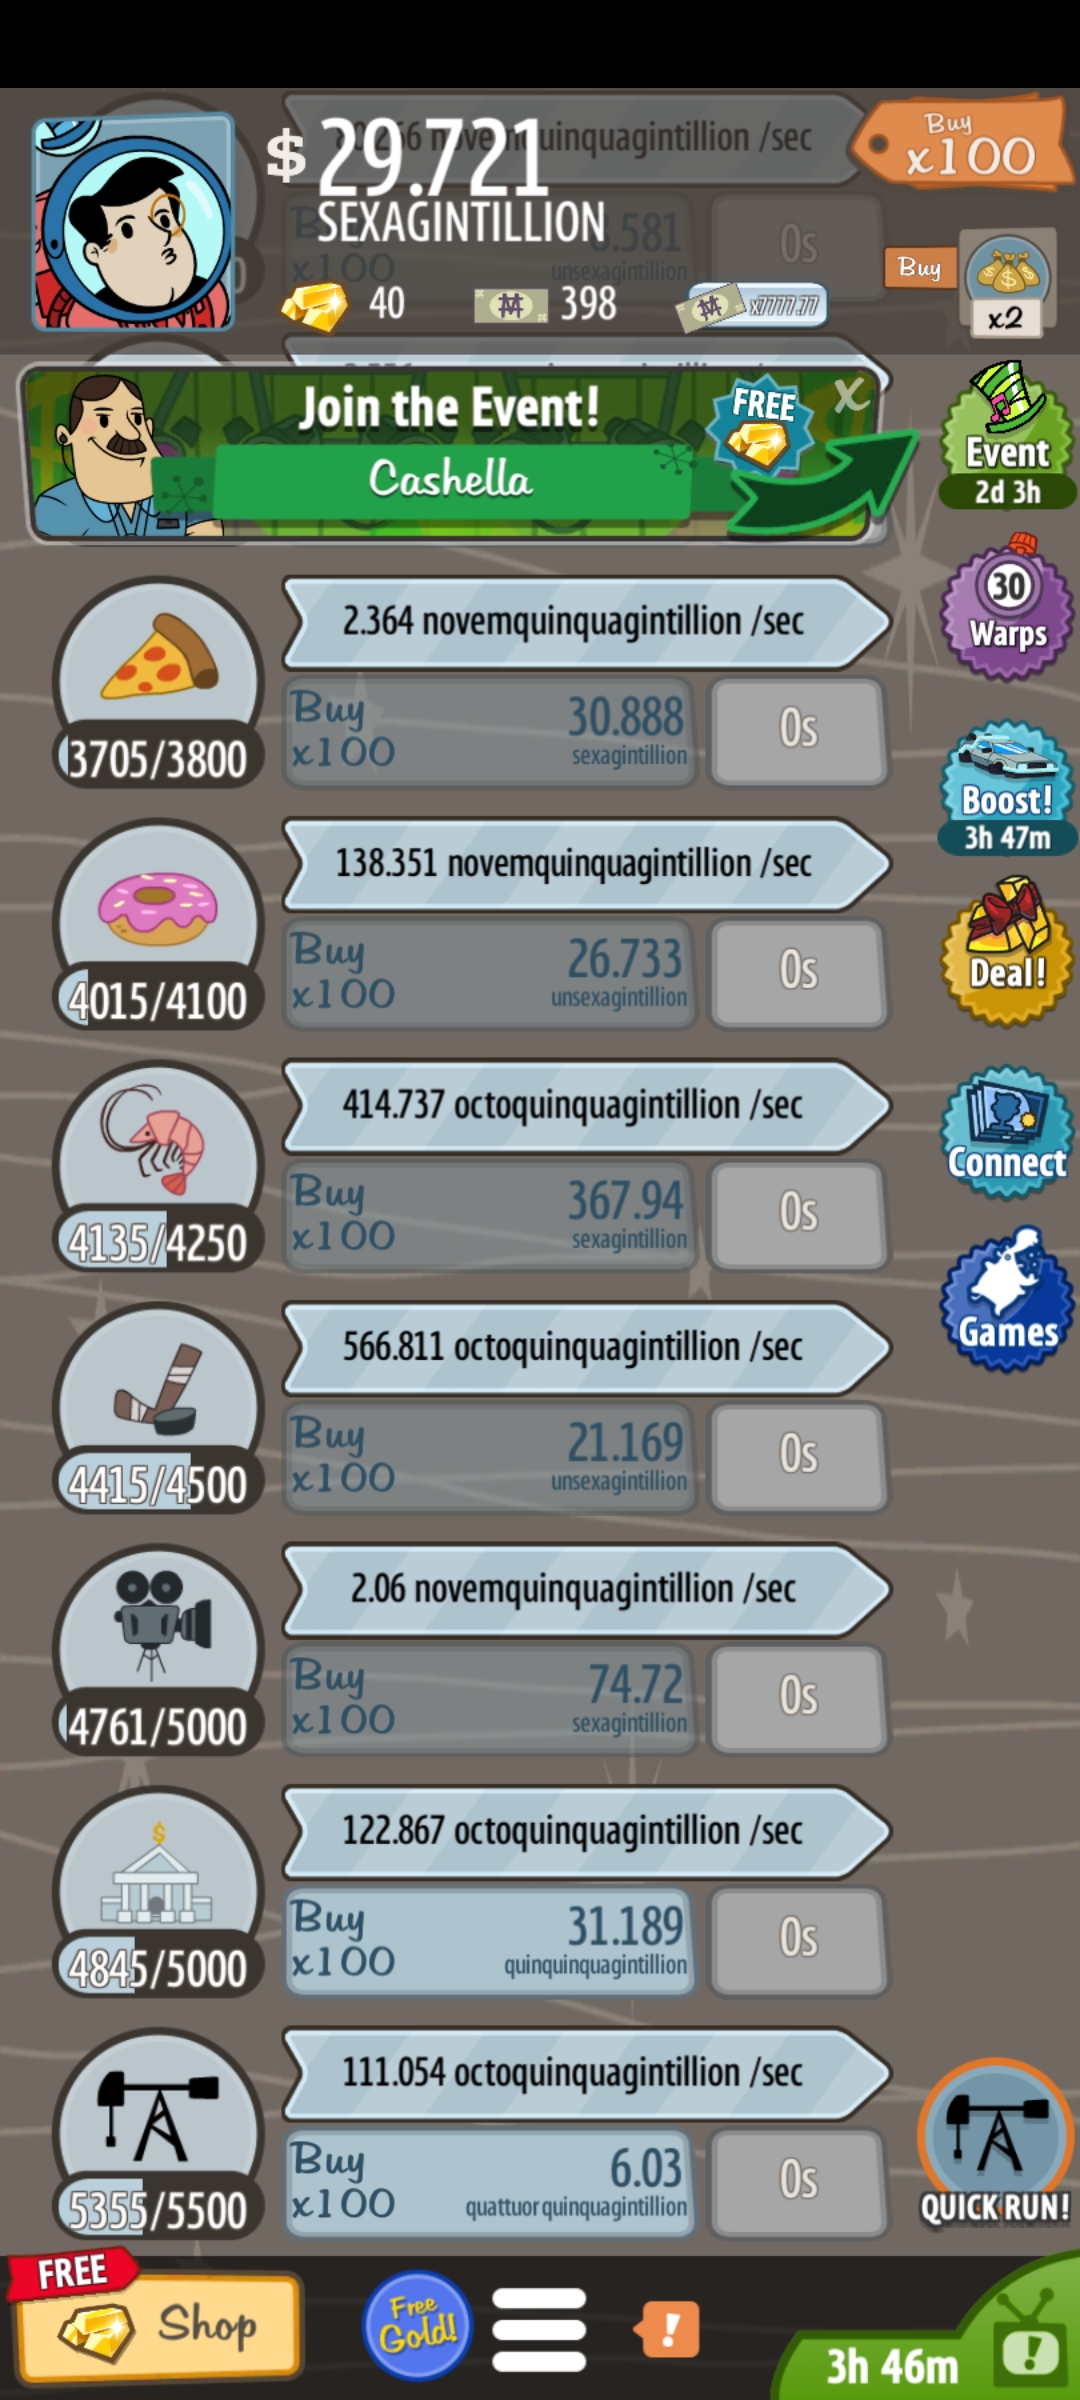 $ 29.721
SEXAGINTILLION
novemquinquagintillion /sec
Buy
x100
Buy
x100
.581
unsexagintillion
0s
40
398
x7777.77
Buy
x2
Join the Event!
Cashella
FREE
X
Event
2d 3h
30
Warps
2.364 novemquinquagintillion /sec
3705/3800
Buy
x100
30.888
sexagintillion
0s
Boost!
3h 47m
138.351 novemquinquagintillion /sec
4015/4100
Buy
x100
26.733
unsexagintillion
0s
Deal!
414.737 octoquinquagintillion /sec
4135/4250
Buy
x100
367.94
sexagintillion
0s
Connect
Games
566.811 octoquinquagintillion /sec
4415/4500
Buy
x100
21.169
unsexagintillion
0s
2.06 novemquinquagintillion /sec
4761/5000
Buy
x100
74.72
sexagintillion
0s
122.867 octoquinquagintillion /sec
4845/5000
Buy
x100
31.189
quinquinquagintillion
0s
111.054 octoquinquagintillion /sec
5355/5500
Buy
x100
6.03
quattuorquinquagintillion
0s
QUICK RUN!
FREE
Shop
Free
Gold!
!
3h 46m
!